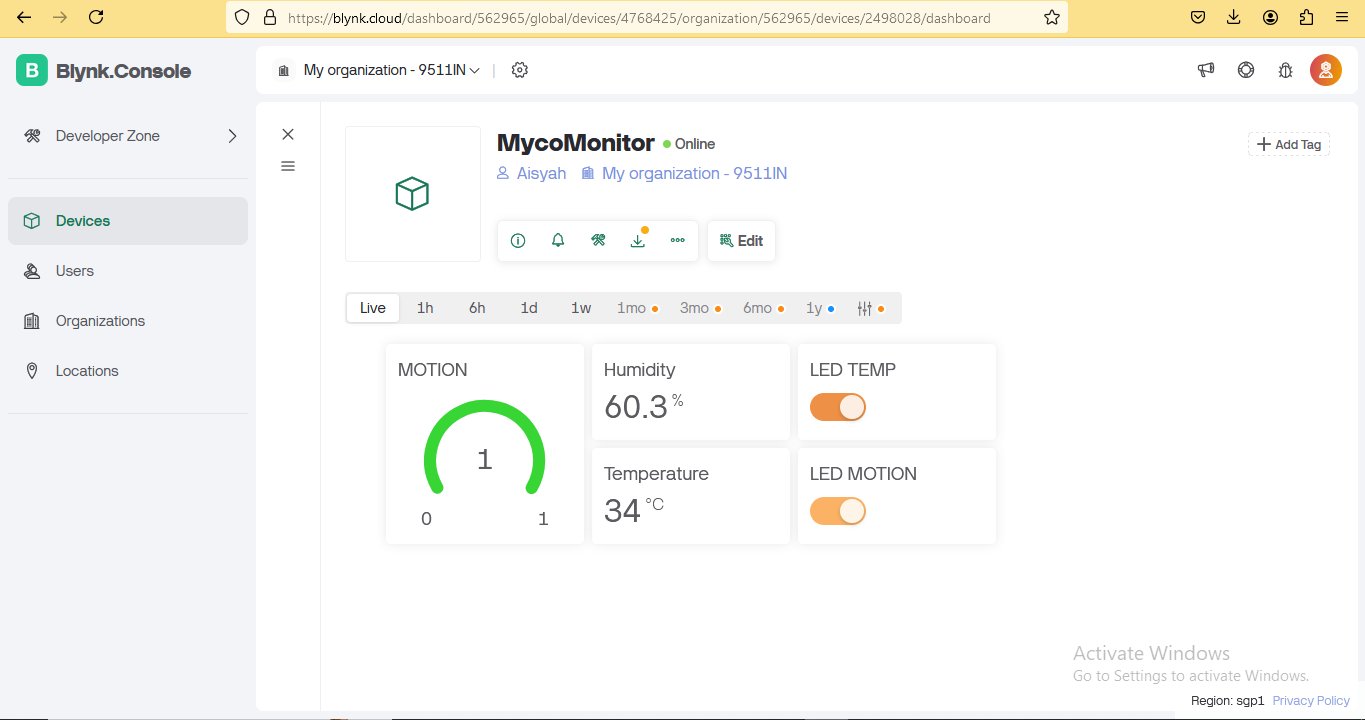 https://blynk.cloud/dashboard/562965/global/devices/4768425/organization/562965/devices/2498028/dashboard
B Blynk.Console
My organization - 9511IN
Developer Zone
Devices
Users
Organizations
Locations
MycoMonitor Online
Aisyah My organization - 9511IN
Add Tag
Edit
Live 1h 6h 1d 1w 1mo 3mo 6mo 1y
MOTION
1
0 1
Humidity
60.3 %
LED TEMP
Temperature
34 °C
LED MOTION
Activate Windows
Go to Settings to activate Windows.
Region: sgp1 Privacy Policy